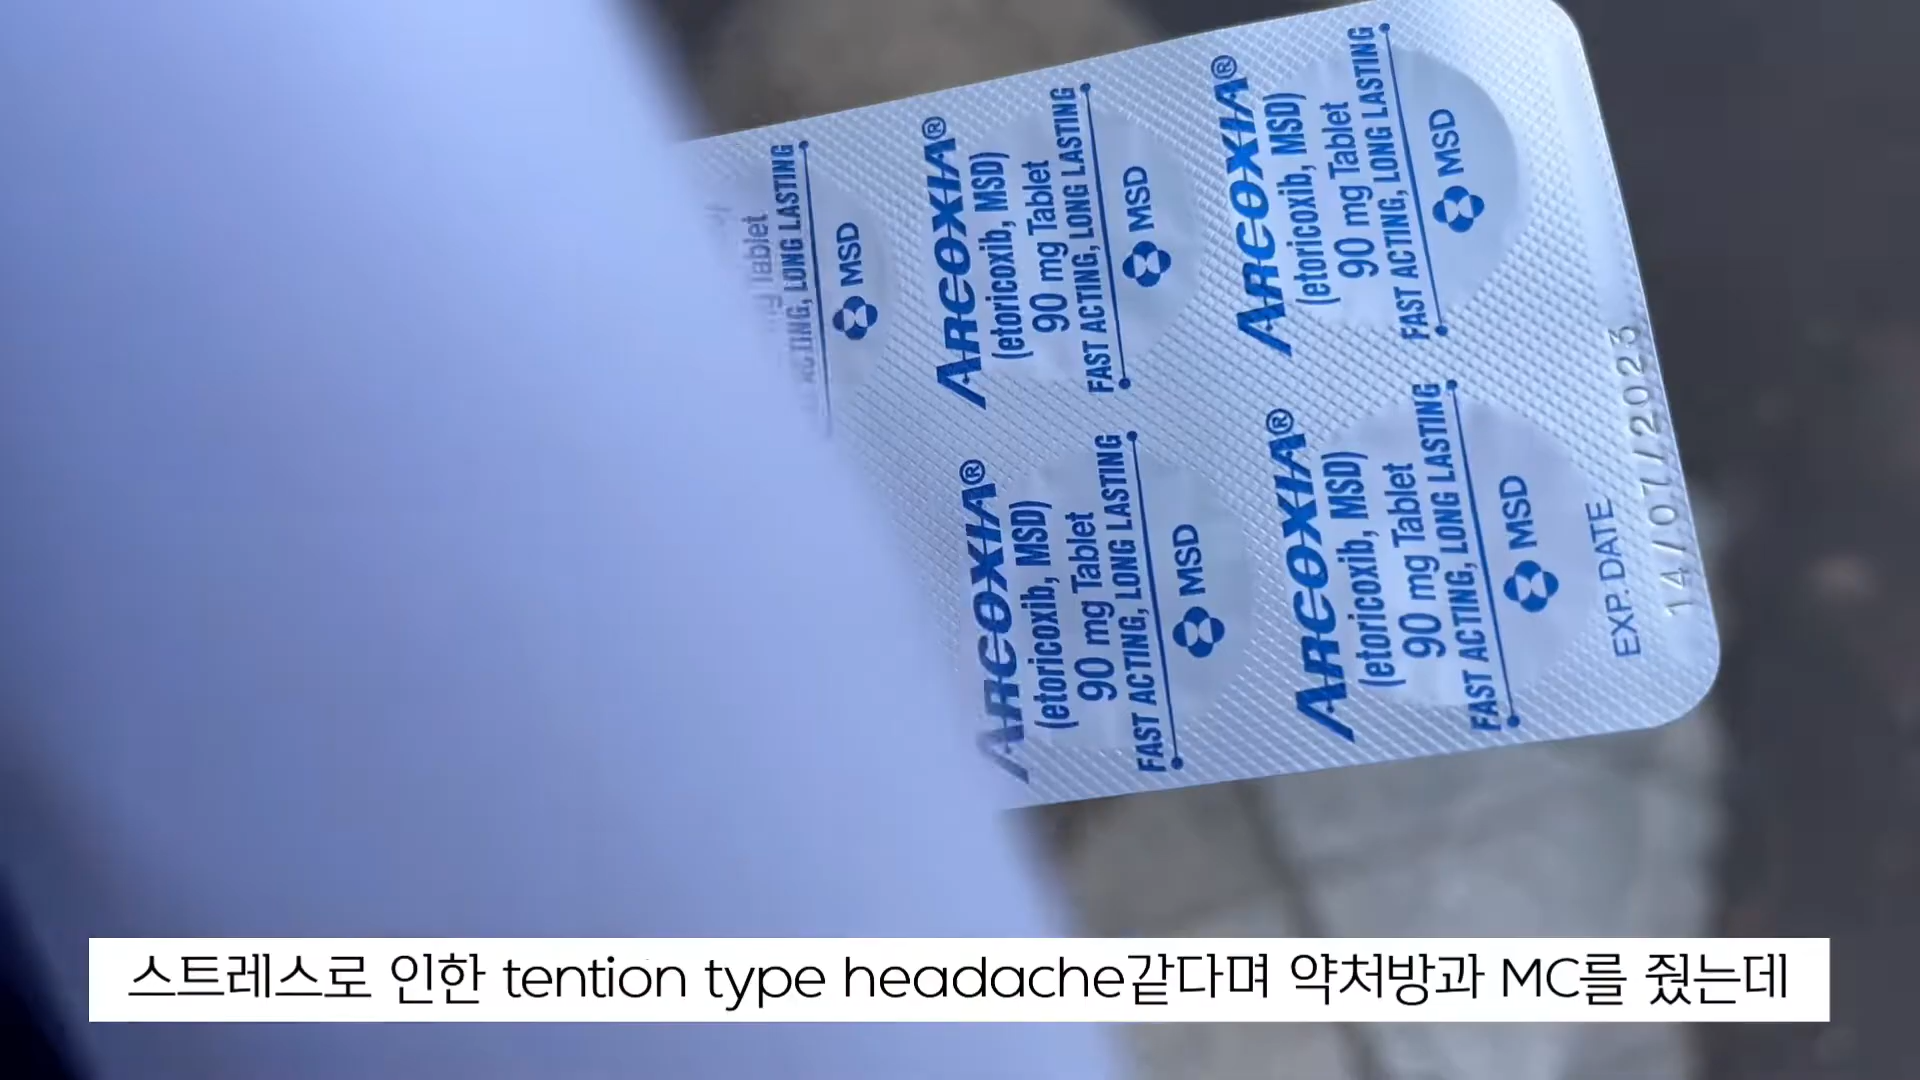 Tablet
ACTING, LONG LASTING
MSD
ARCOXIA®
(etoricoxib, MSD)
90 mg Tablet
FAST ACTING, LONG LASTING
MSD
ARCOXIA®
(etoricoxib, MSD)
90 mg Tablet
FAST ACTING, LONG LASTING
MSD
ARCOXIA®
(etoricoxib, MSD)
90 mg Tablet
FAST ACTING, LONG LASTING
MSD
ARCOXIA®
(etoricoxib, MSD)
90 mg Tablet
FAST ACTING, LONG LASTING
MSD
EXP. DATE
14/07/2023
스트레스로 인한 tention type headache같다며 약처방과 MC를 줬는데